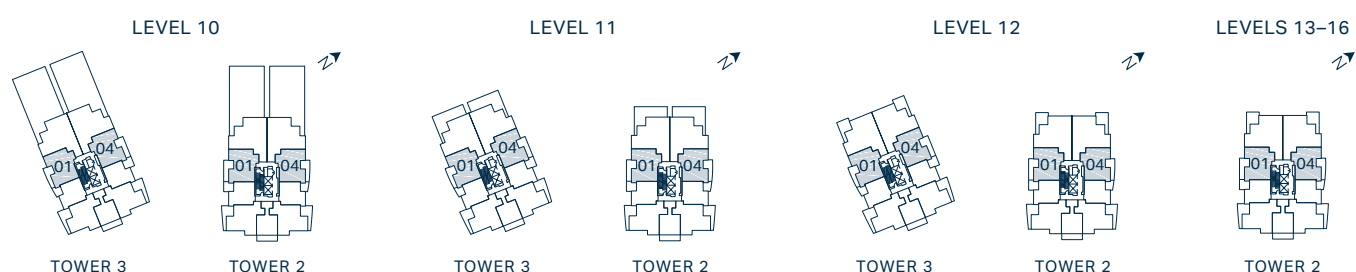 LEVEL 10 LEVEL 11 LEVEL 12 LEVELS 13–16
N N N N
04 04
01 01 04 01 01 04 01 04 01 04 01 04
TOWER 3 TOWER 2 TOWER 3 TOWER 2 TOWER 3 TOWER 2 TOWER 2